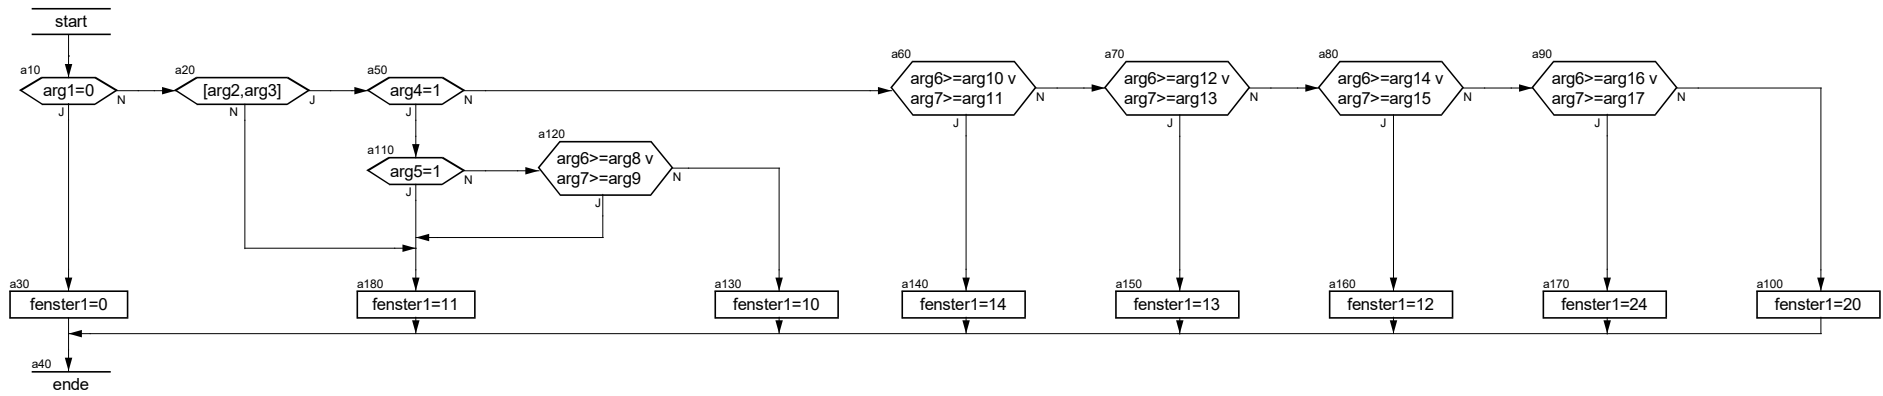 start
a10
arg1=0
N
J
a20
[arg2,arg3]
J
N
a50
arg4=1
N
J
a60
arg6>=arg10 v
arg7>=arg11
N
J
a70
arg6>=arg12 v
arg7>=arg13
N
J
a80
arg6>=arg14 v
arg7>=arg15
N
J
a90
arg6>=arg16 v
arg7>=arg17
N
J
a110
arg5=1
N
J
a120
arg6>=arg8 v
arg7>=arg9
N
J
a30
fenster1=0
a180
fenster1=11
a130
fenster1=10
a140
fenster1=14
a150
fenster1=13
a160
fenster1=12
a170
fenster1=24
a100
fenster1=20
a40
ende